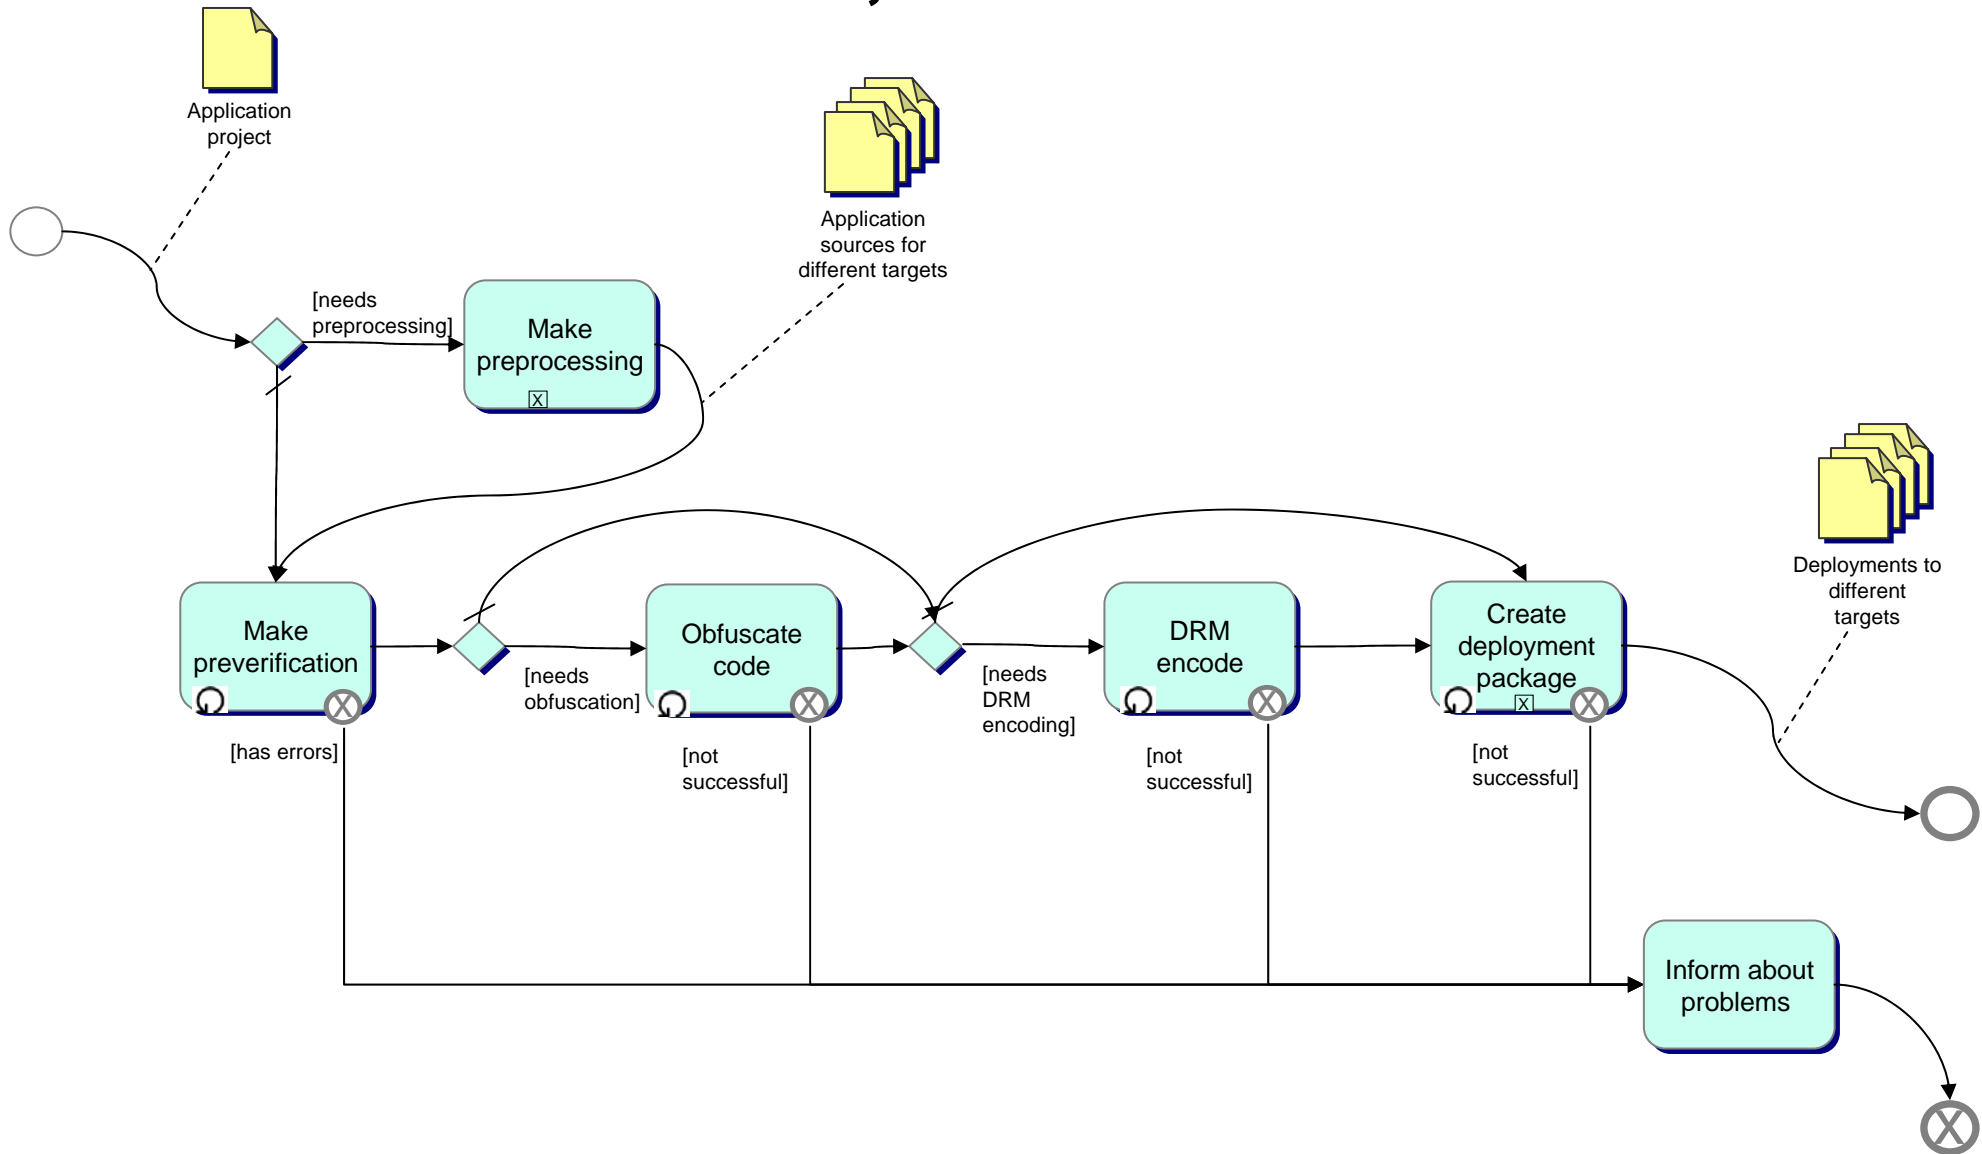 Application
project
Application
sources for
different targets
[needs
preprocessing]
Make
preprocessing
X
Deployments to
different
targets
Make
preverification
X
[has errors]
[needs
obfuscation]
Obfuscate
code
X
[not
successful]
[needs
DRM
encoding]
DRM
encode
X
[not
successful]
Create
deployment
package
X
X
[not
successful]
Inform about
problems
X